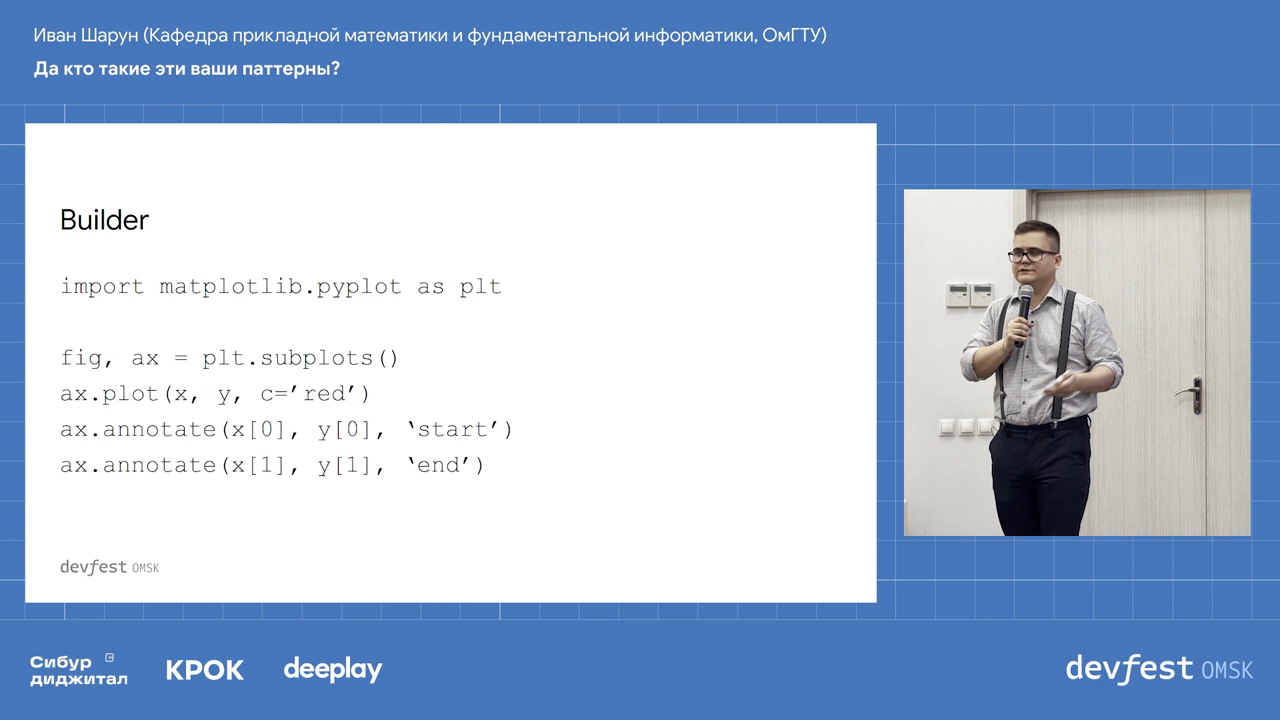 Иван Шарун (Кафедра прикладной математики и фундаментальной информатики, ОмГТУ)
Да кто такие эти ваши паттерны?
Builder
import matplotlib.pyplot as plt
fig, ax = plt.subplots()
ax.plot(x, y, c=’red’)
ax.annotate(x[0], y[0], ‘start’)
ax.annotate(x[1], y[1], ‘end’)
devfest OMSK
Сибур
диджитал
КРОК
deeplay
devfest OMSK